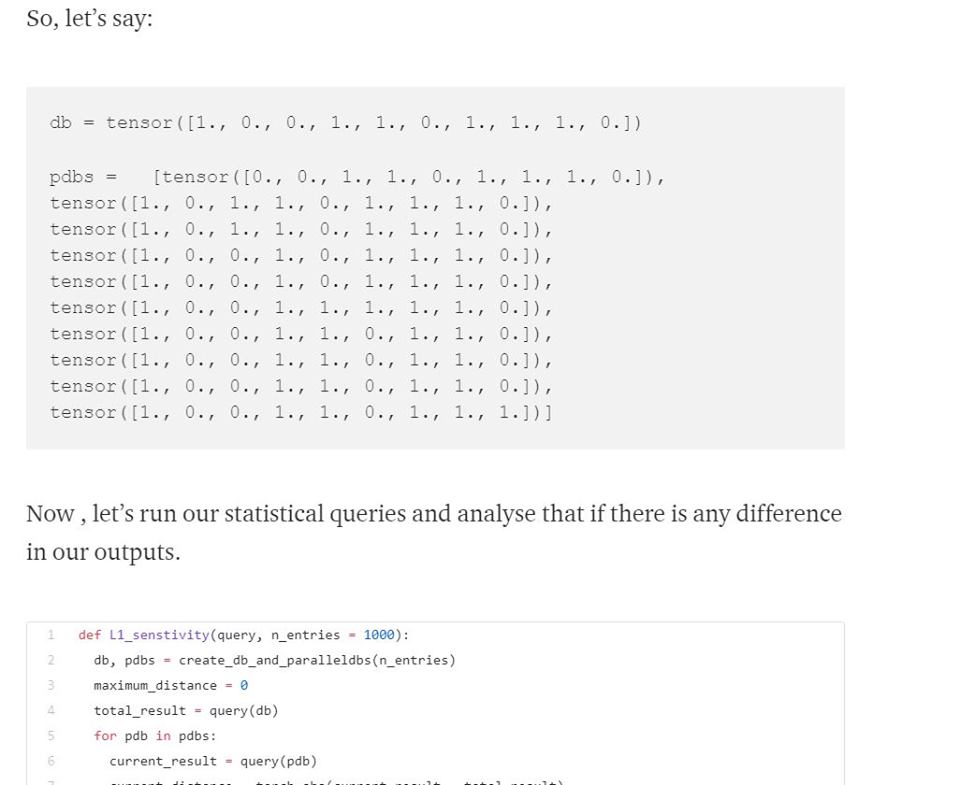 So, let’s say:
db = tensor([1., 0., 0., 1., 1., 0., 1., 1., 1., 0.])
pdbs =   [tensor([0., 0., 1., 1., 0., 1., 1., 1., 0.]),
tensor([1., 0., 1., 1., 0., 1., 1., 1., 0.]),
tensor([1., 0., 1., 1., 0., 1., 1., 1., 0.]),
tensor([1., 0., 0., 1., 0., 1., 1., 1., 0.]),
tensor([1., 0., 0., 1., 0., 1., 1., 1., 0.]),
tensor([1., 0., 0., 1., 1., 1., 1., 1., 0.]),
tensor([1., 0., 0., 1., 1., 0., 1., 1., 0.]),
tensor([1., 0., 0., 1., 1., 0., 1., 1., 0.]),
tensor([1., 0., 0., 1., 1., 0., 1., 1., 0.]),
tensor([1., 0., 0., 1., 1., 0., 1., 1., 1.])]
Now , let’s run our statistical queries and analyse that if there is any difference
in our outputs.
1 def L1_senstivity(query, n_entries = 1000):
2 db, pdbs = create_db_and_paralleldbs(n_entries)
3 maximum_distance = 0
4 total_result = query(db)
5 for pdb in pdbs:
6 current_result = query(pdb)